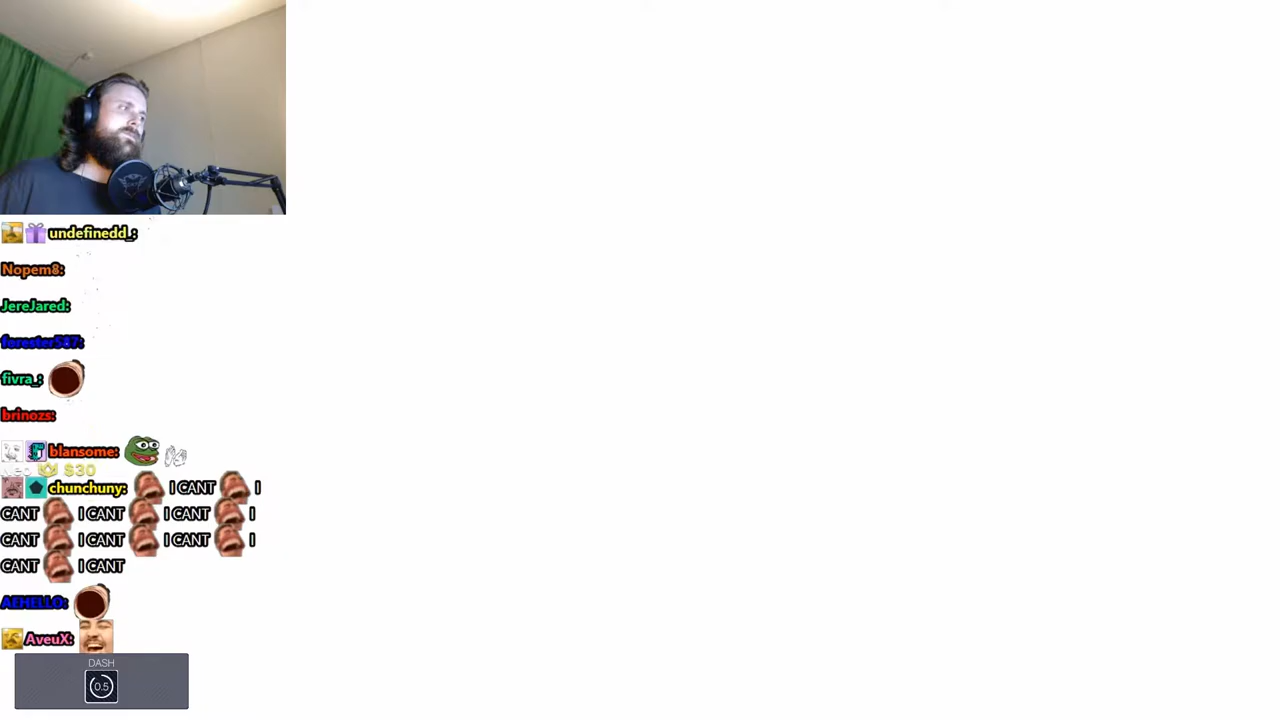 undefinedd_:
Nopem8:
JereJared:
forester587:
fivra_:
brinozs:
blansome:
$30
chunchuny: I CANT I
CANT I CANT I CANT I
CANT I CANT I CANT I
CANT I CANT
AEHELLO:
AveuX:
DASH
0.5